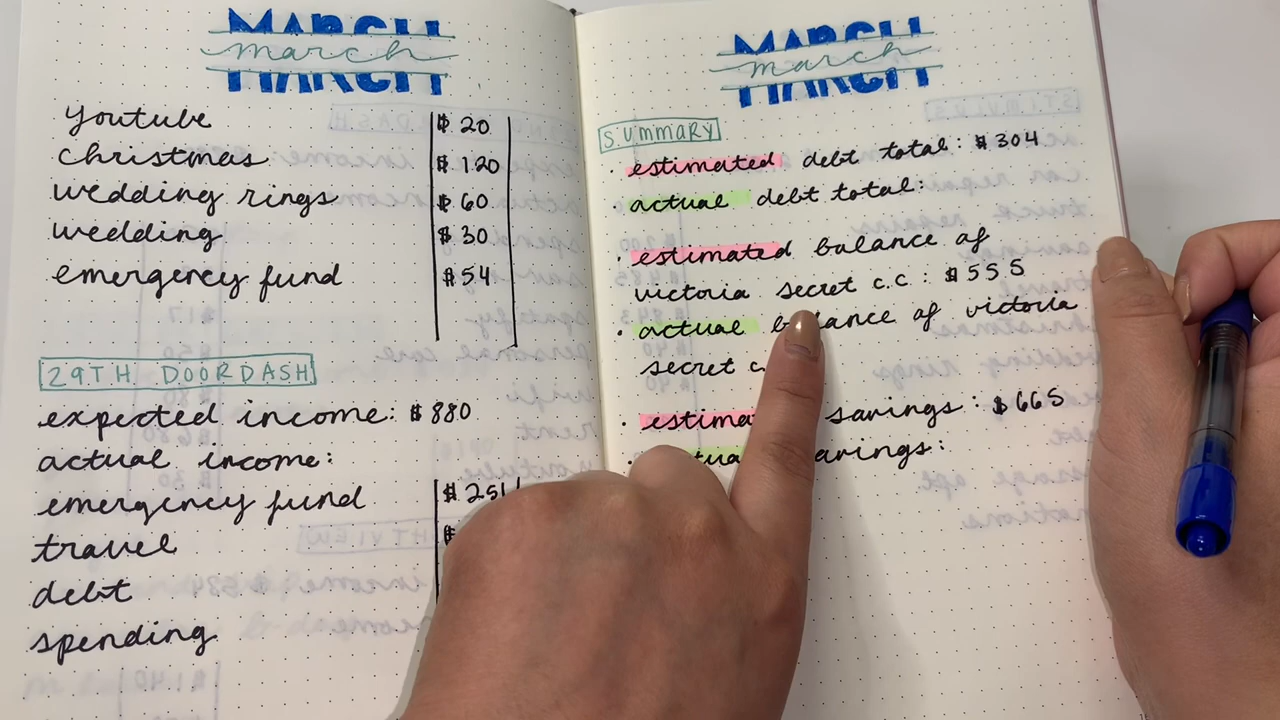 MARCH
march
Youtube $20
christmas $120
wedding rings $60
wedding $30
emergency fund $54
29TH DOORDASH
expected income: $880
actual income:
emergency fund
travel
debt
spending
MARCH
march
SUMMARY
· estimated debt total: $304
· actual debt total:
· estimated balance of
victoria secret c.c: $555
· actual balance of victoria
secret c.
· estima savings: $665
savings: